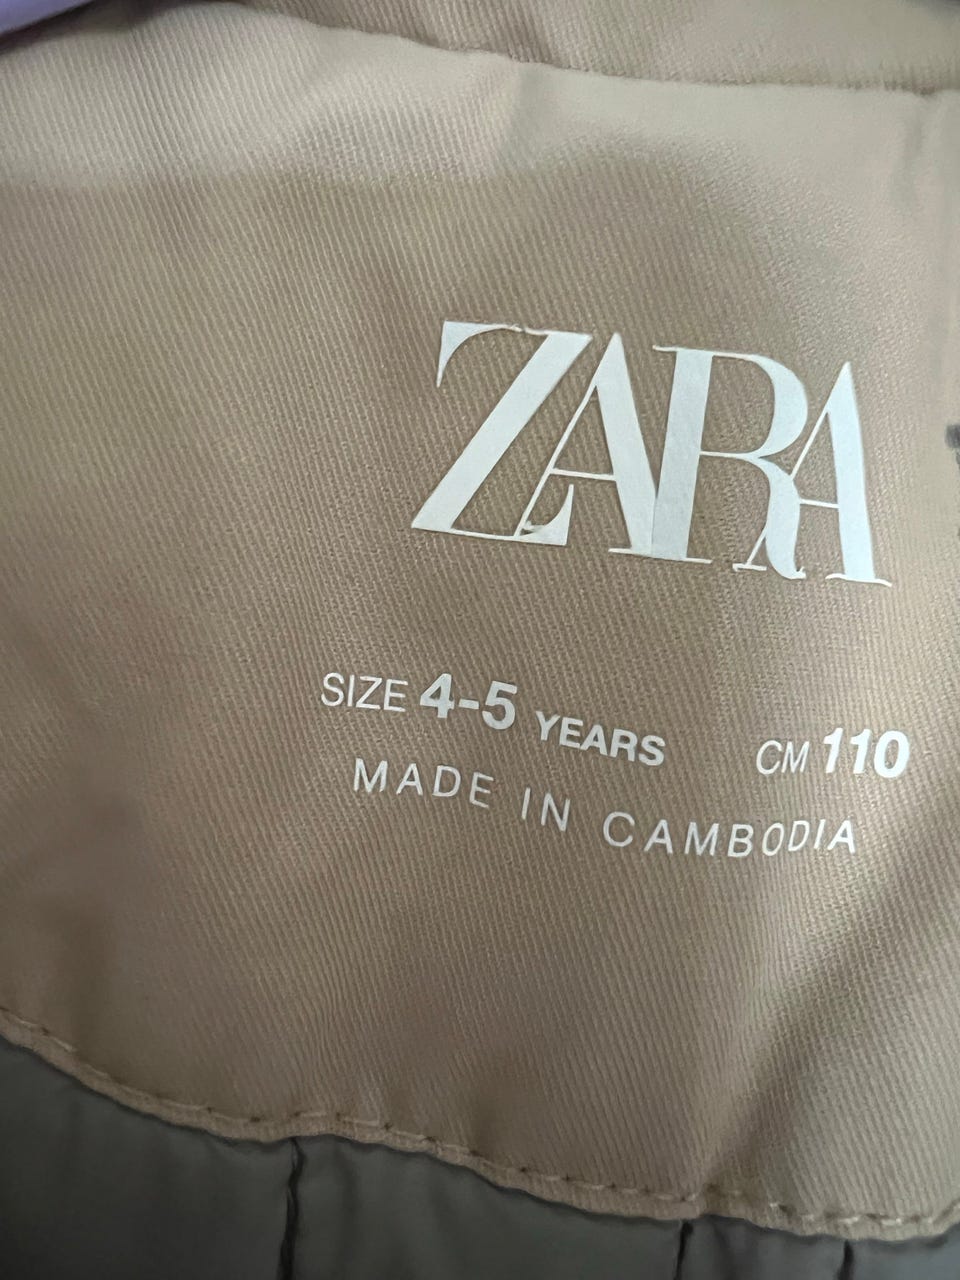 ZARA
SIZE 4-5 YEARS CM 110
MADE IN CAMBODIA